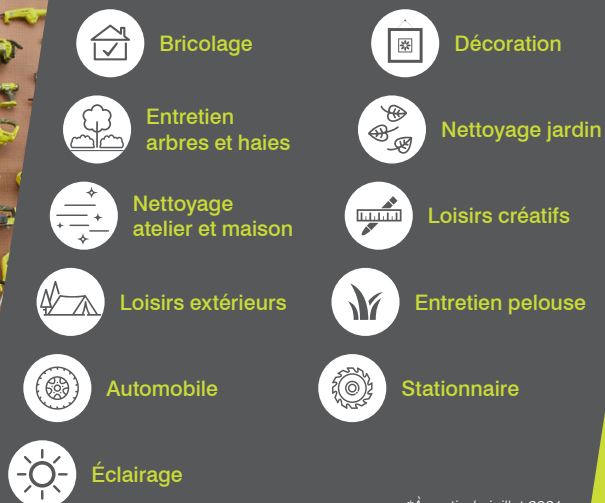 Bricolage
Décoration
Entretien
arbres et haies
Nettoyage jardin
Nettoyage
atelier et maison
Loisirs créatifs
Loisirs extérieurs
Entretien pelouse
Automobile
Stationnaire
Éclairage